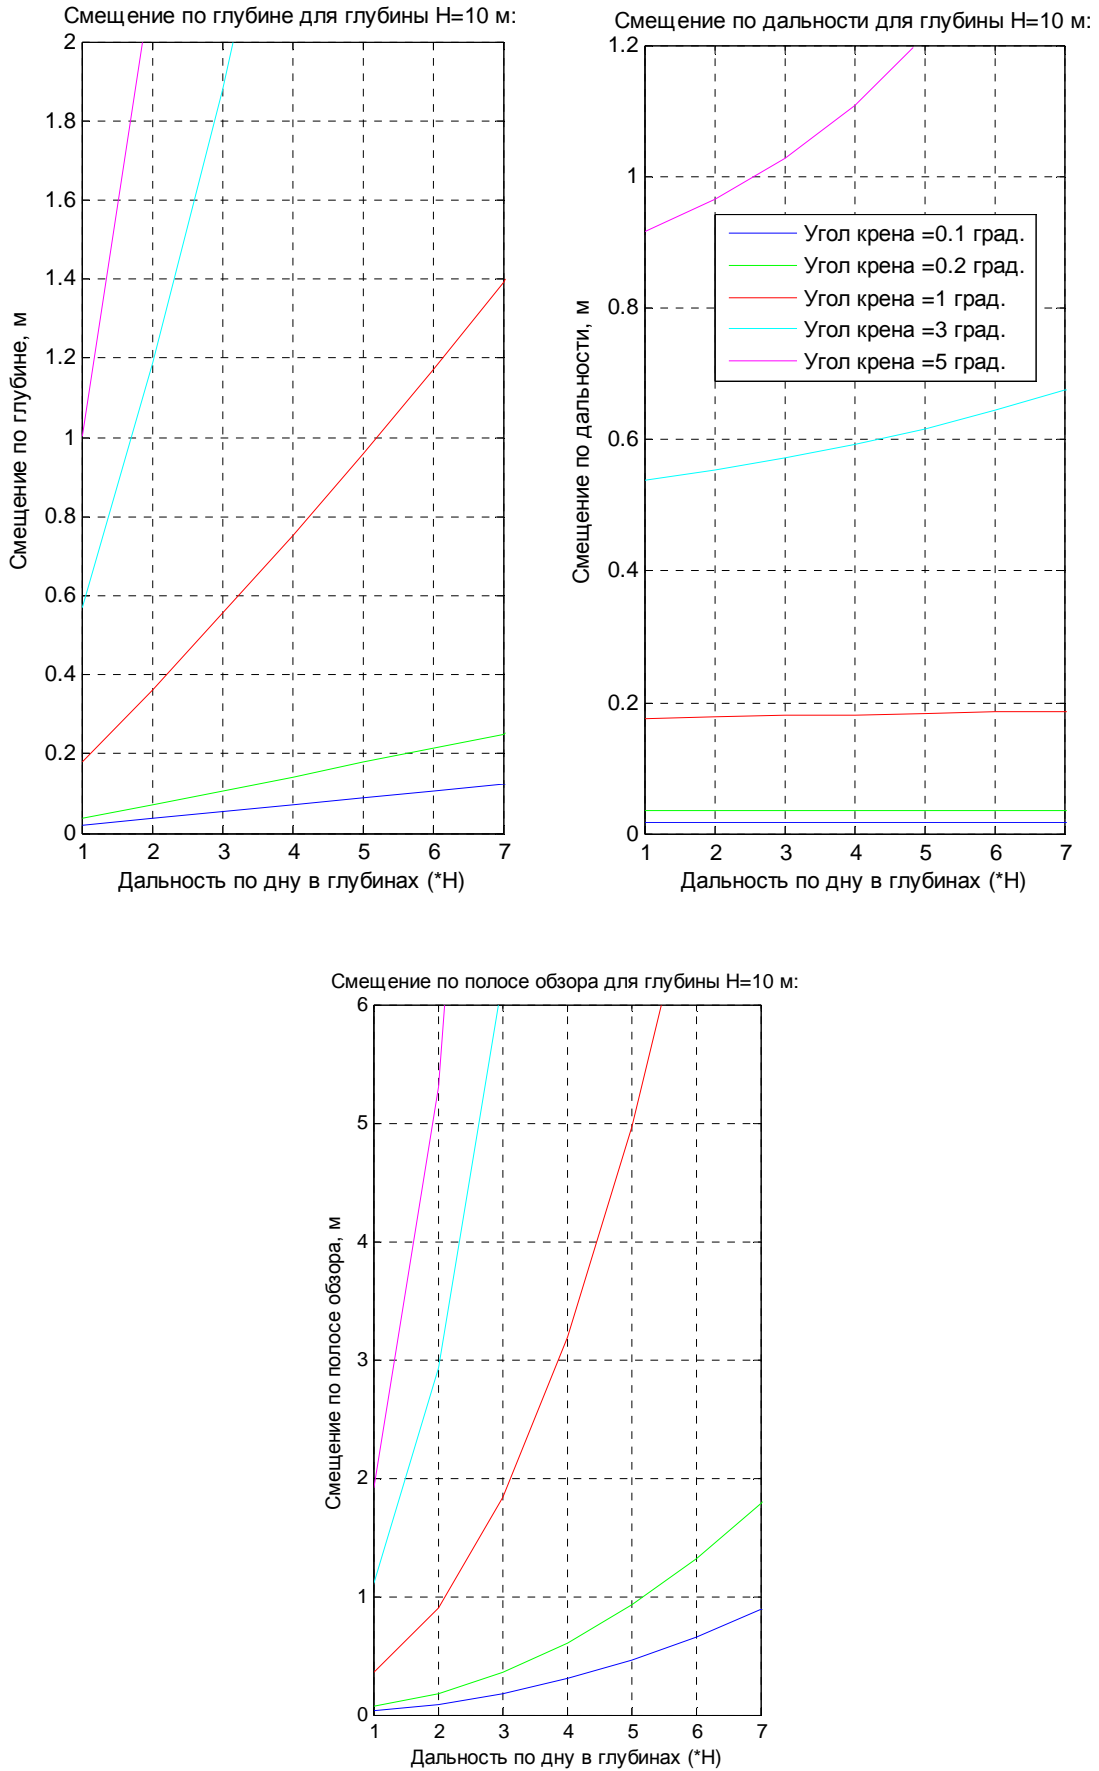 Смещение по глубине для глубины H=10 м:
2
1.8
1.6
1.4
1.2
1
0.8
0.6
0.4
0.2
0
Смещение по глубине, м
1 2 3 4 5 6 7
Дальность по дну в глубинах (*H)
Смещение по дальности для глубины H=10 м:
1.2
1
0.8
0.6
0.4
0.2
0
Смещение по дальности, м
Угол крена =0.1 град.
Угол крена =0.2 град.
Угол крена =1 град.
Угол крена =3 град.
Угол крена =5 град.
1 2 3 4 5 6 7
Дальность по дну в глубинах (*H)
Смещение по полосе обзора для глубины H=10 м:
6
5
4
3
2
1
0
Смещение по полосе обзора, м
1 2 3 4 5 6 7
Дальность по дну в глубинах (*H)